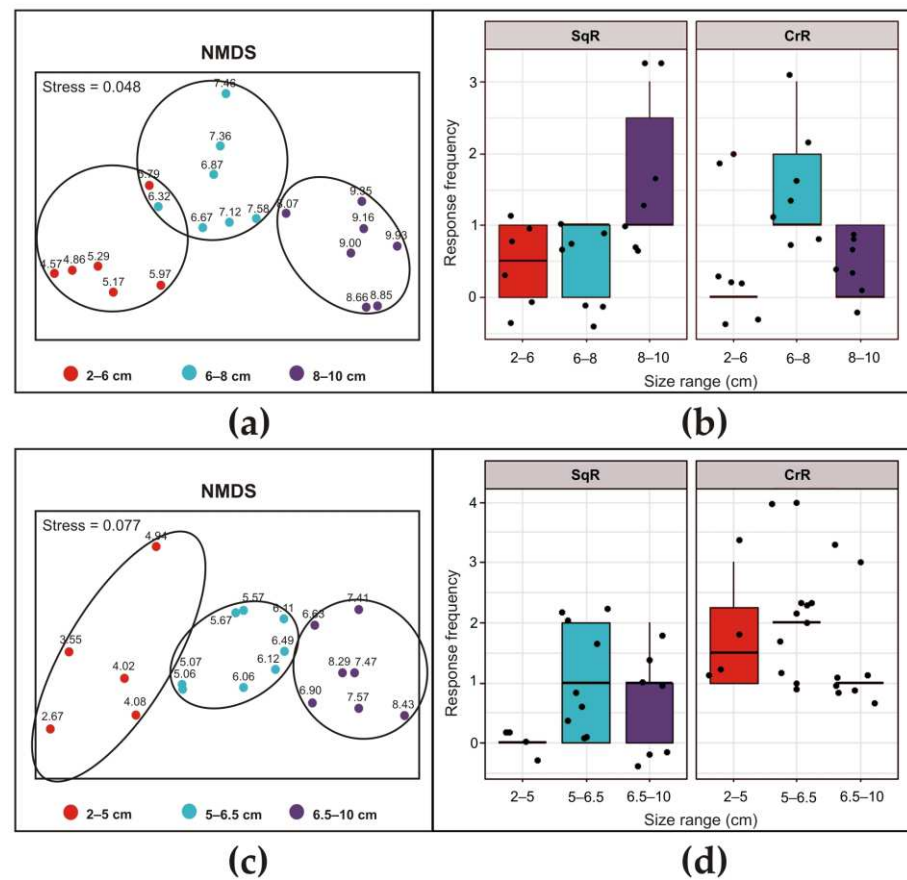 NMDS
Stress = 0.048
7.46
7.36
6.87
5.79
6.32
6.67 7.12 7.58
8.07 9.35
9.16
9.00 9.93
4.57 4.86 5.29
5.17 5.97
8.66 8.85
2–6 cm 6–8 cm 8–10 cm
(a)
SqR CrR
Response frequency
3
2
1
0
2–6 6–8 8–10 2–6 6–8 8–10
Size range (cm)
(b)
NMDS
Stress = 0.077
4.94
3.55
4.02
2.67 4.08
5.57
5.67 6.11
5.07
5.06 6.06 6.12 6.49
6.63 7.41
8.29 7.47
6.90 7.57 8.43
2–5 cm 5–6.5 cm 6.5–10 cm
(c)
SqR CrR
Response frequency
4
3
2
1
0
2–5 5–6.5 6.5–10 2–5 5–6.5 6.5–10
Size range (cm)
(d)